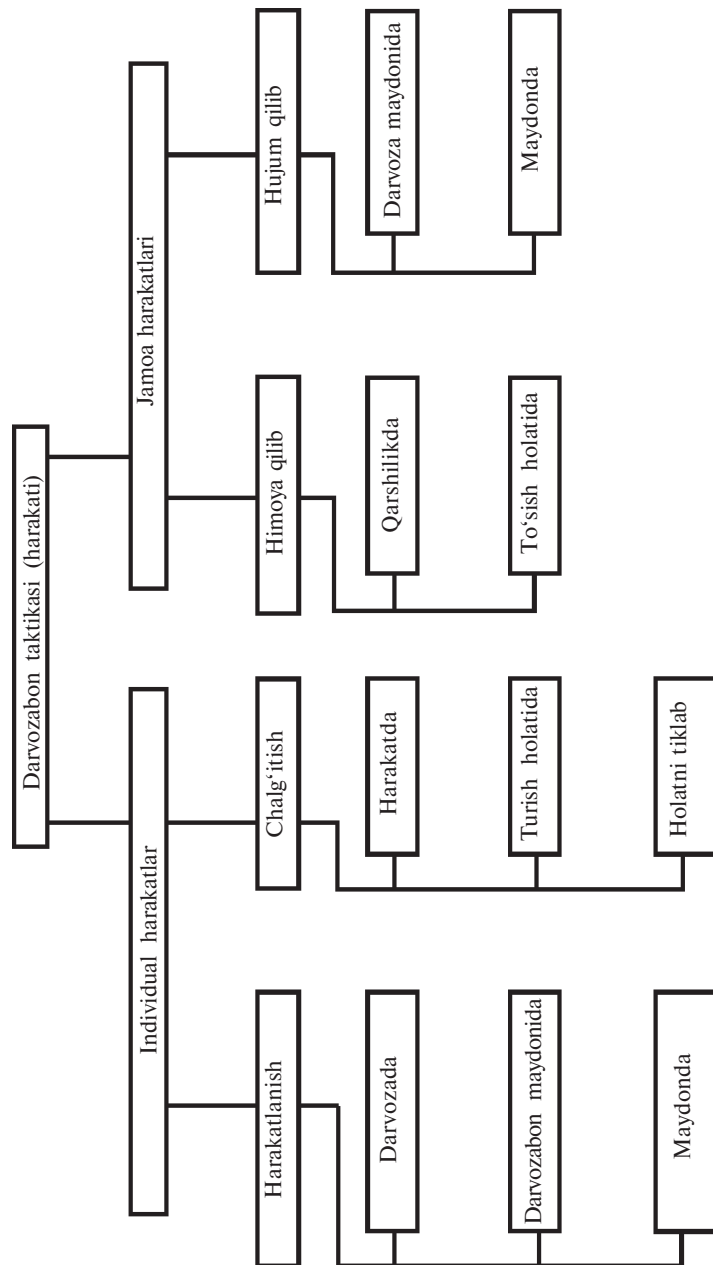 Darvozabon taktikasi (harakati)
Individual harakatlar
Jamoa harakatlari
Harakatlanish
Chalg‘itish
Himoya qilib
Hujum qilib
Darvozada
Harakatda
Qarshilikda
Darvoza maydonida
Darvozabon maydonida
Turish holatida
To‘sish holatida
Maydonda
Maydonda
Holatni tiklab